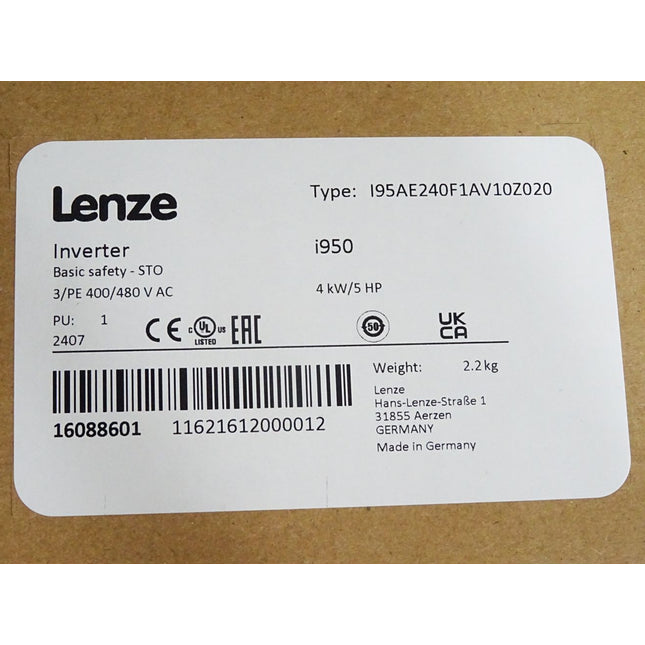 Lenze Type: I95AE240F1AV10Z020
Inverter i950
Basic safety - STO
3/PE 400/480 V AC 4 kW/5 HP
PU: 1
2407
CE c UL us LISTED EAC 50 UK CA
Weight: 2.2kg
Lenze
Hans-Lenze-Straße 1
31855 Aerzen
GERMANY
Made in Germany
16088601 11621612000012